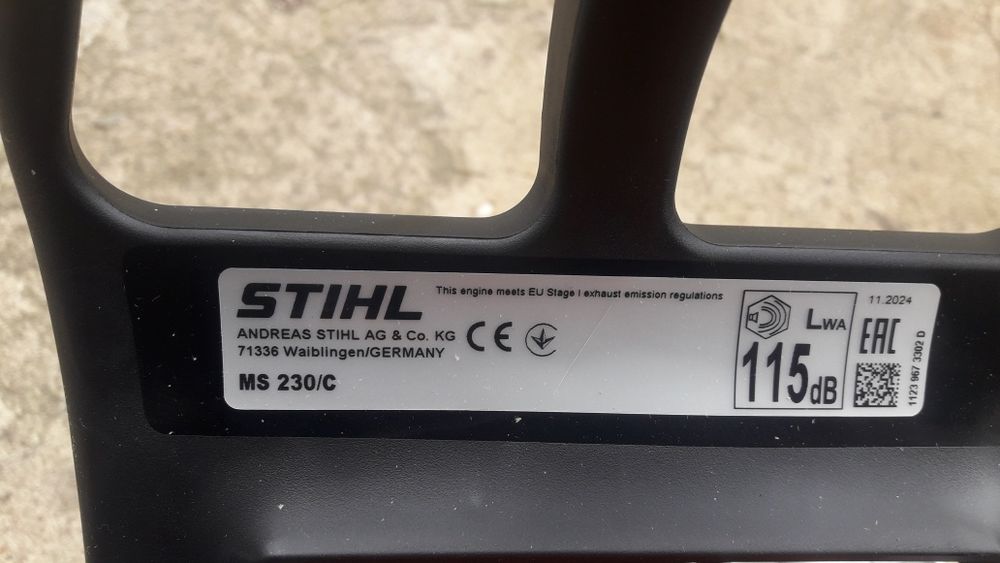 STIHL
This engine meets EU Stage I exhaust emission regulations
ANDREAS STIHL AG & Co. KG
71336 Waiblingen/GERMANY
MS 230/C
CE
LWA
115dB
11.2024
EAC
1123 967 3302 D